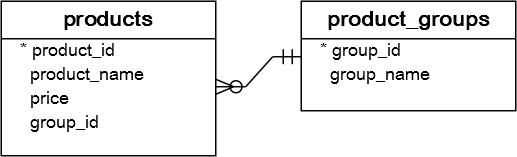 products
* product_id
product_name
price
group_id
product_groups
* group_id
group_name